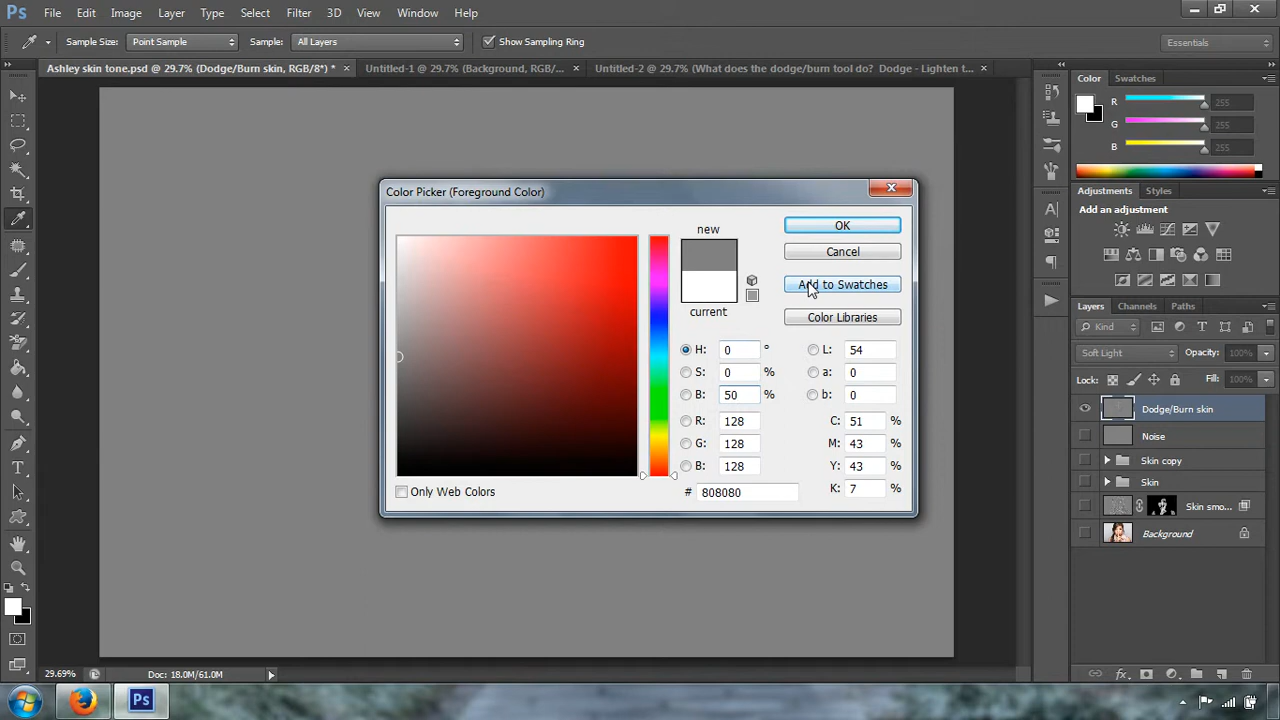 Ps File Edit Image Layer Type Select Filter 3D View Window Help
Sample Size: Point Sample Sample: All Layers Show Sampling Ring Essentials
Ashley skin tone.psd @ 29.7% (Dodge/Burn skin, RGB/8*) * Untitled-1 @ 29.7% (Background, RGB/... Untitled-2 @ 29.7% (What does the dodge/burn tool do? Dodge - Lighten t...
Color Swatches
R 255
G 255
B 255
Adjustments Styles
Add an adjustment
Layers Channels Paths
Kind
Soft Light Opacity: 100%
Lock: Fill: 100%
Dodge/Burn skin
Noise
Skin copy
Skin
Skin smo...
Background
Color Picker (Foreground Color)
new
current
OK
Cancel
Add to Swatches
Color Libraries
H: 0 ° L: 54
S: 0 % a: 0
B: 50 % b: 0
R: 128 C: 51 %
G: 128 M: 43 %
B: 128 Y: 43 %
# 808080 K: 7 %
Only Web Colors
29.69% Doc: 18.0M/61.0M
Ps